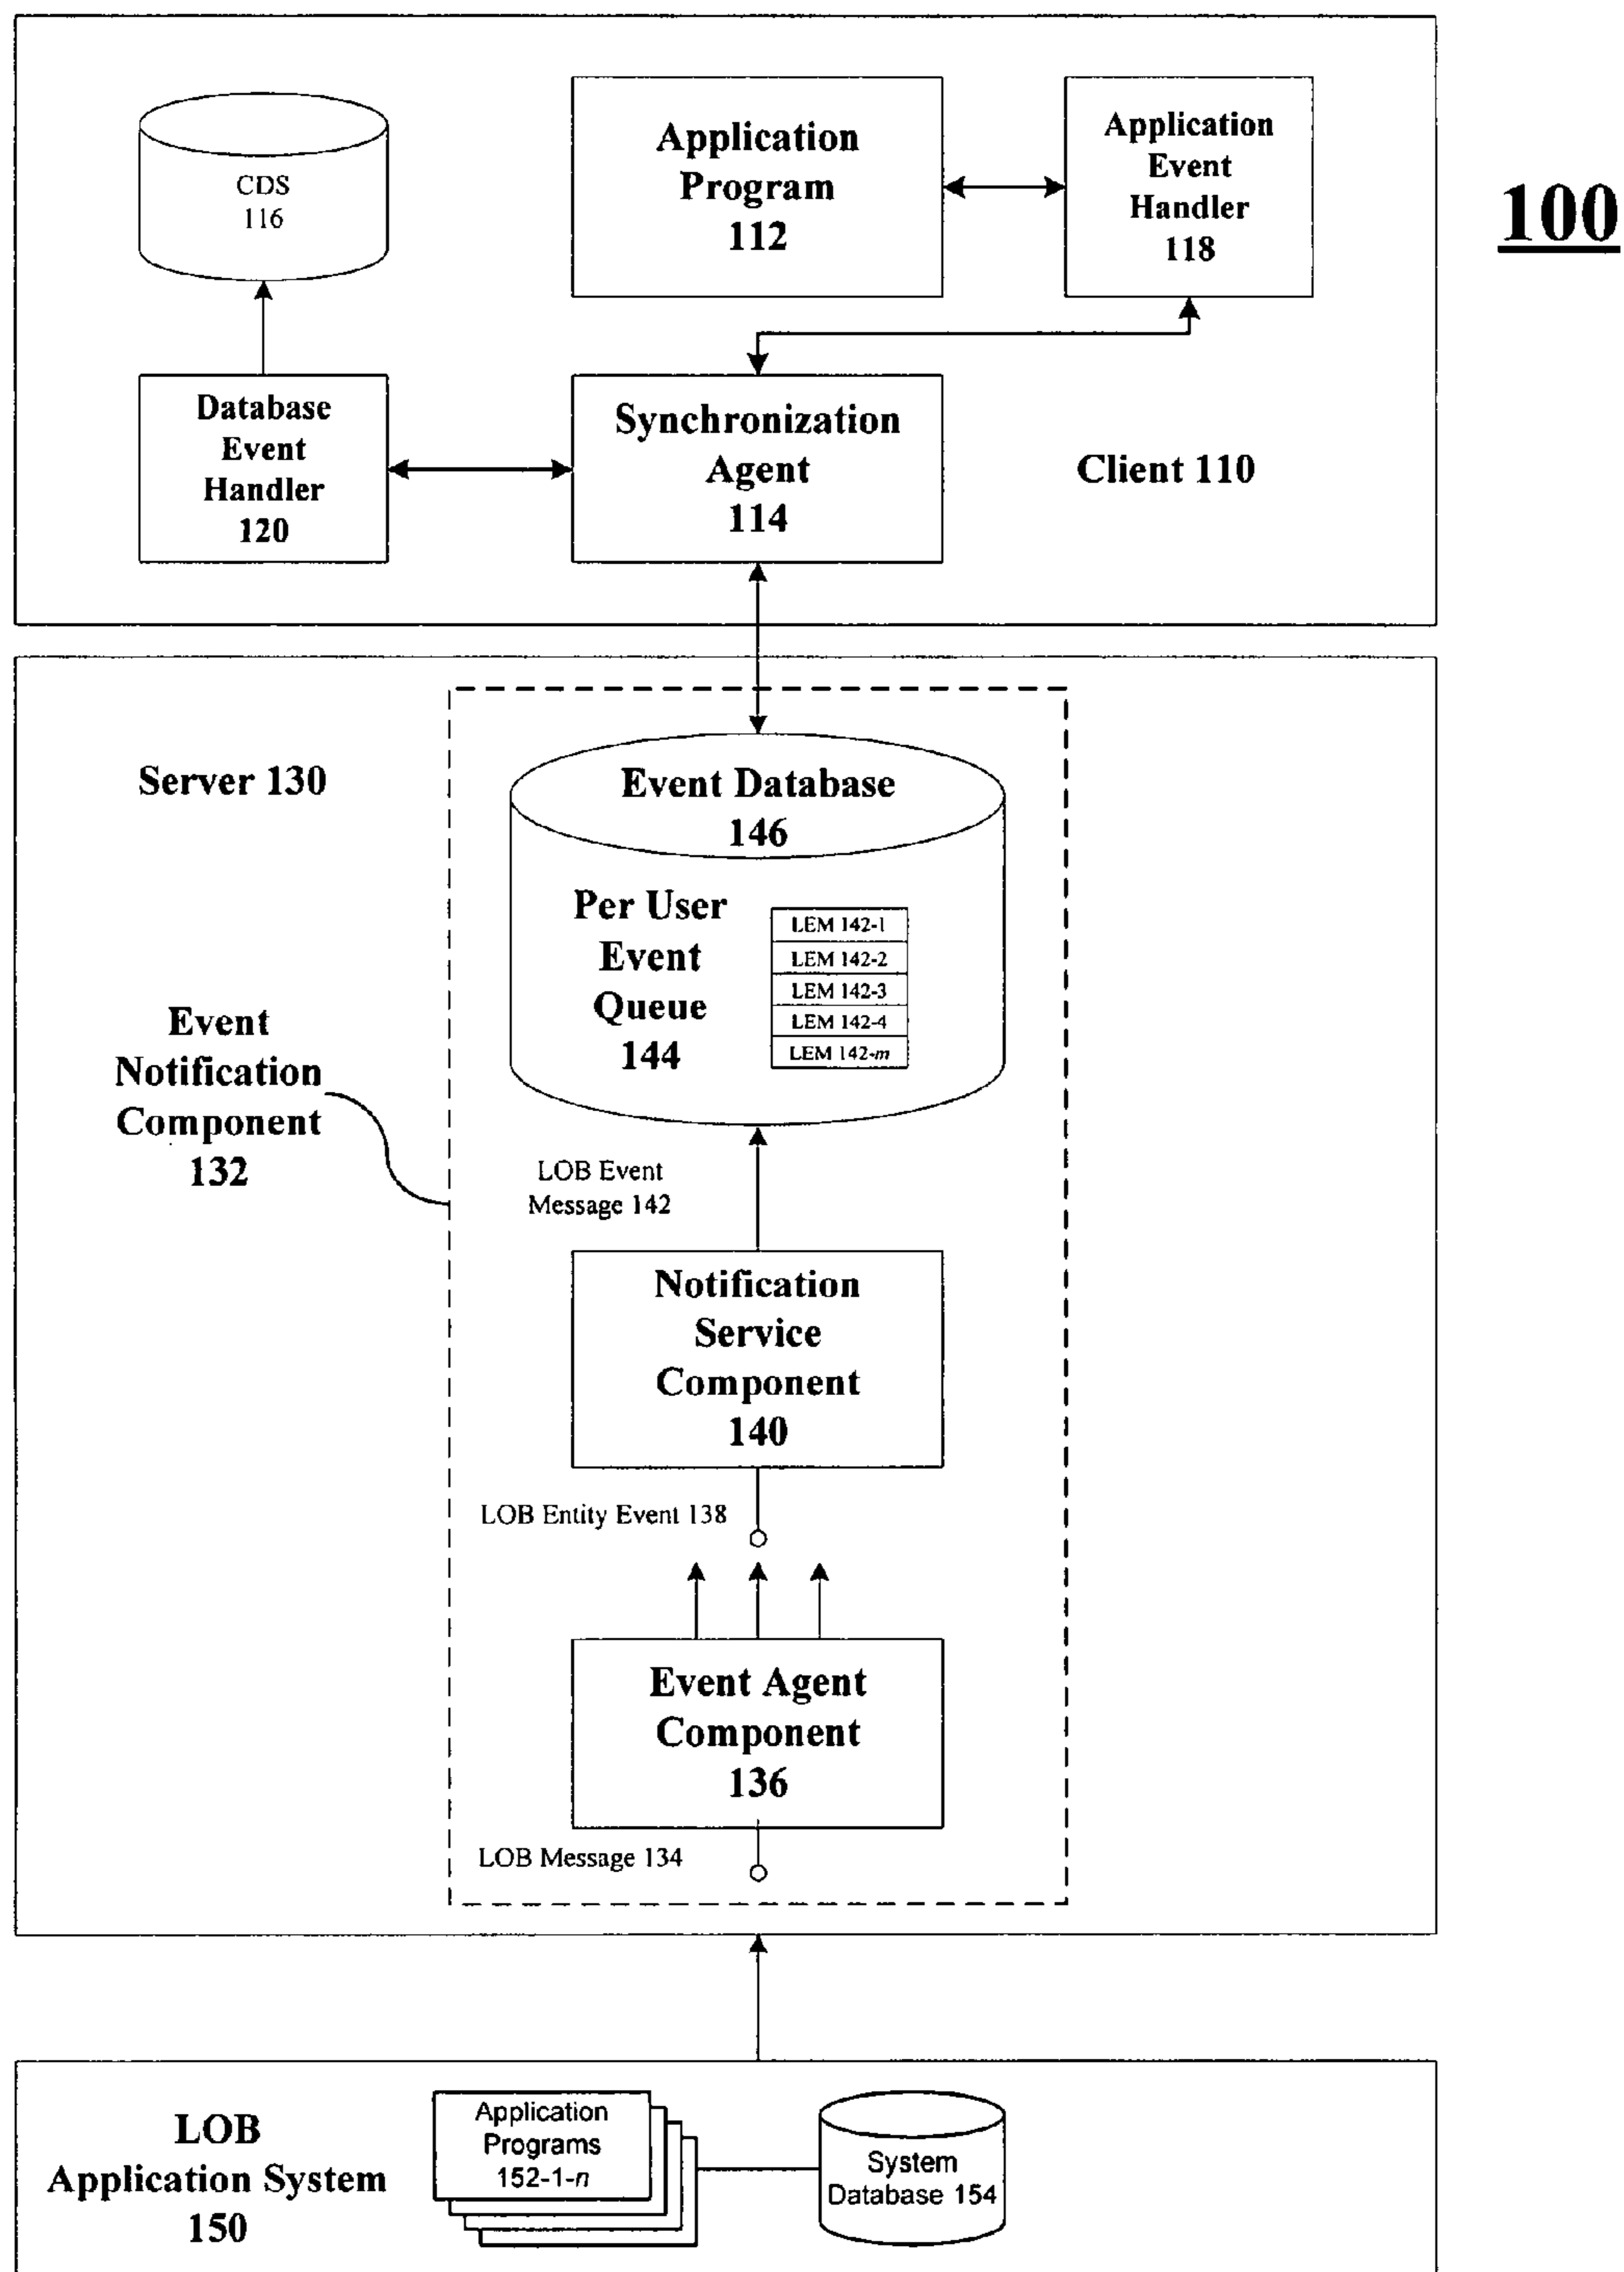 100
CDS
116
Application
Program
112
Application
Event
Handler
118
Database
Event
Handler
120
Synchronization
Agent
114
Client 110
Server 130
Event Database
146
Per User
Event
Queue
144
LEM 142-1
LEM 142-2
LEM 142-3
LEM 142-4
LEM 142-m
Event
Notification
Component
132
LOB Event
Message 142
Notification
Service
Component
140
LOB Entity Event 138
Event Agent
Component
136
LOB Message 134
LOB
Application System
150
Application
Programs
152-1-n
System
Database 154